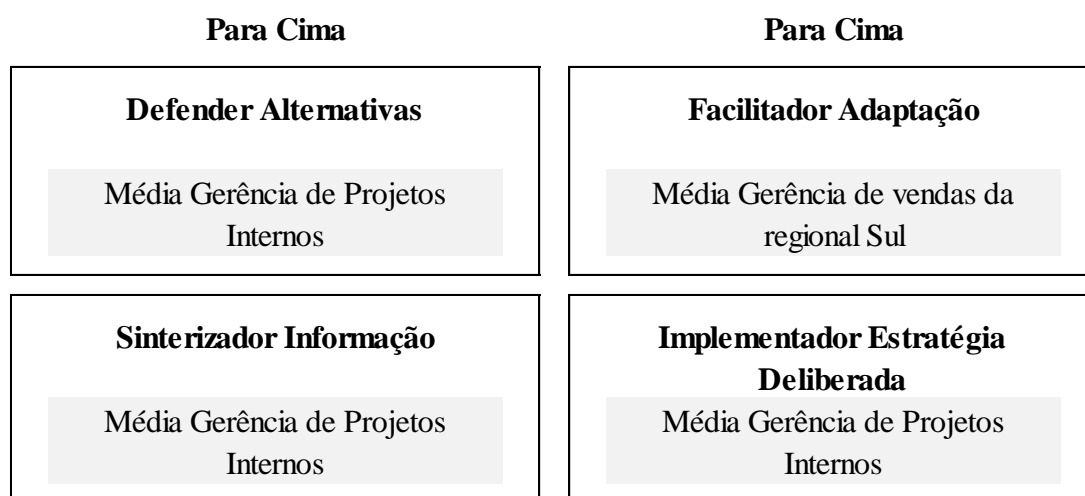 Para Cima
Para Cima
Defender Alternativas
Média Gerência de Projetos
Internos
Facilitador Adaptação
Média Gerência de vendas da
regional Sul
Sinterizador Informação
Média Gerência de Projetos
Internos
Implementador Estratégia
Deliberada
Média Gerência de Projetos
Internos